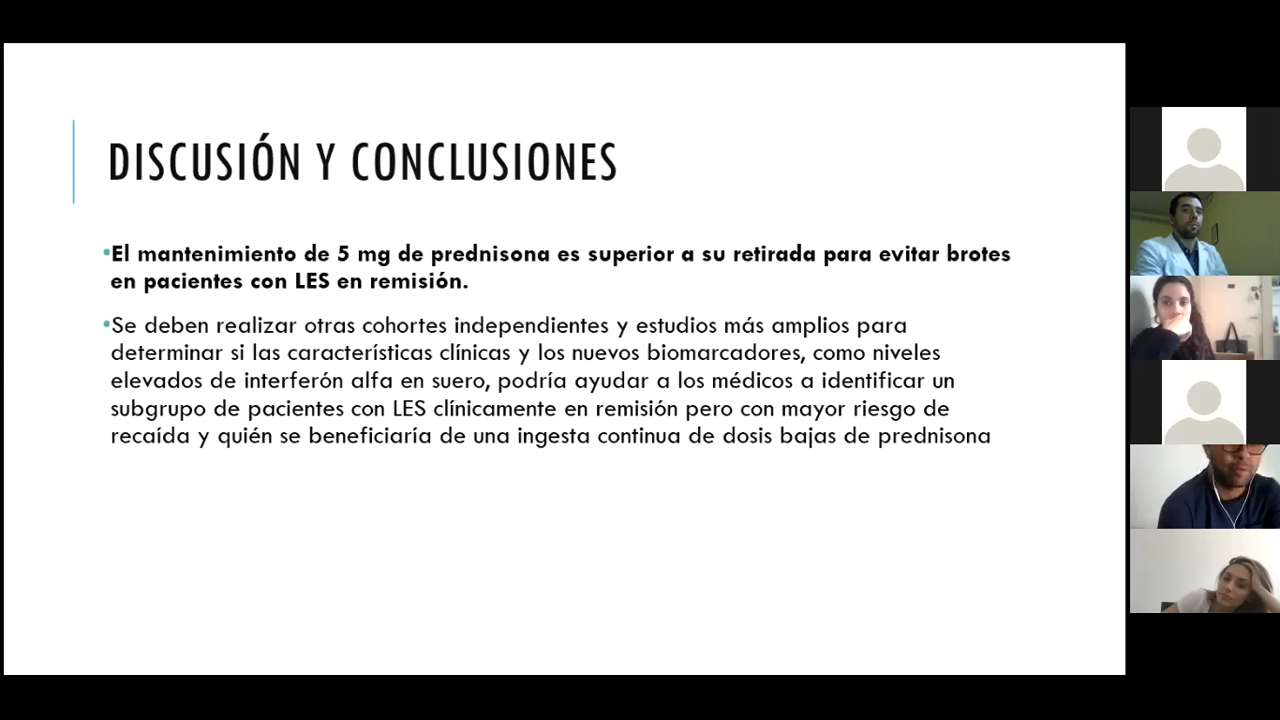 DISCUSIÓN Y CONCLUSIONES
•El mantenimiento de 5 mg de prednisona es superior a su retirada para evitar brotes
en pacientes con LES en remisión.
•Se deben realizar otras cohortes independientes y estudios más amplios para
determinar si las características clínicas y los nuevos biomarcadores, como niveles
elevados de interferón alfa en suero, podría ayudar a los médicos a identificar un
subgrupo de pacientes con LES clínicamente en remisión pero con mayor riesgo de
recaída y quién se beneficiaría de una ingesta continua de dosis bajas de prednisona